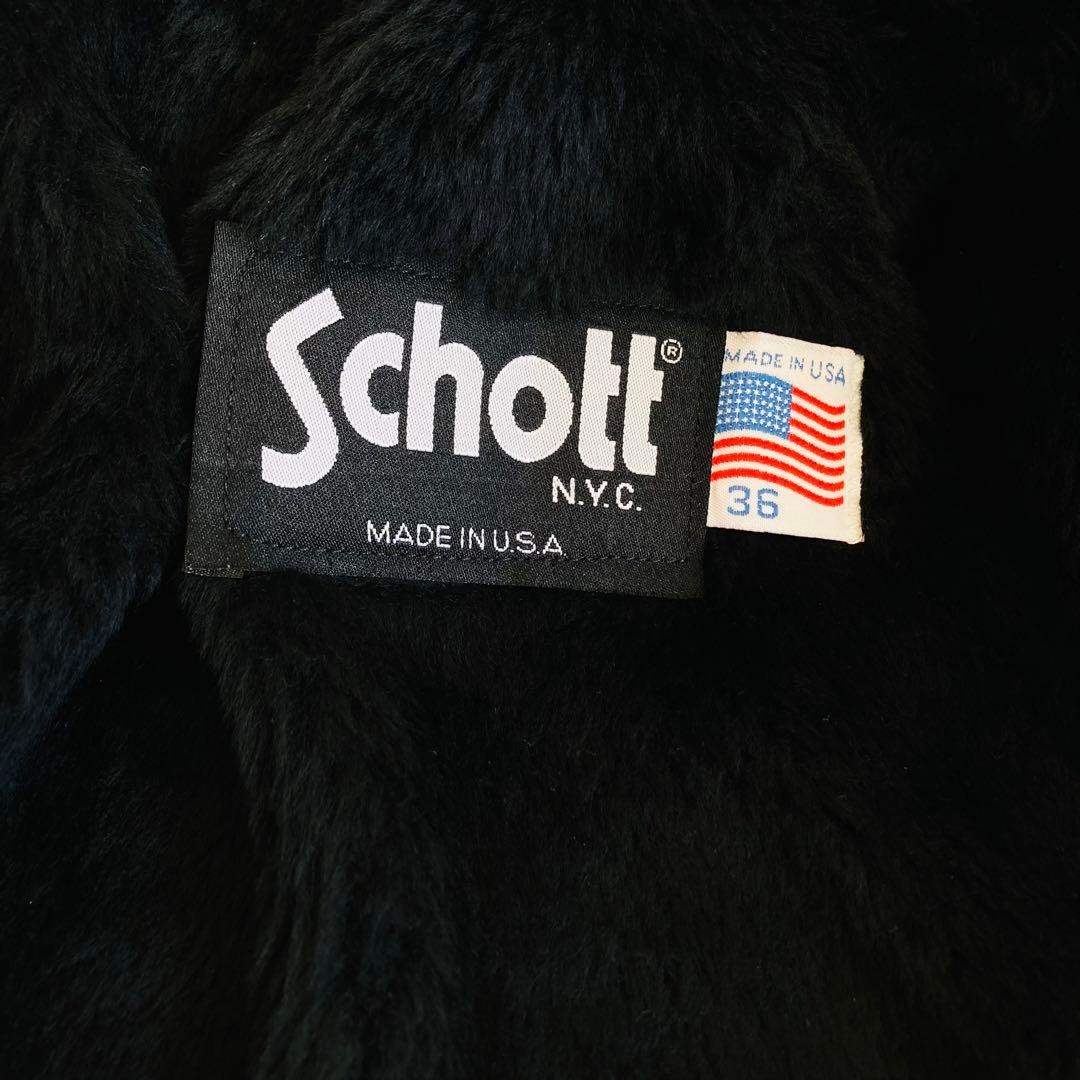 Schott®
N.Y.C.
MADE IN U.S.A
MADE IN USA
36